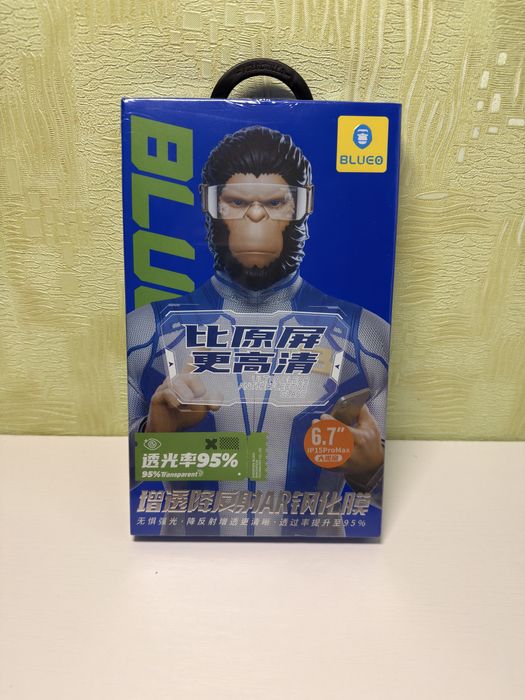 BLUEO
BLU
比原屏
更高清
6.7"
iP15ProMax
透光率95%
95%Transparent
增透降反射AR钢化膜
无惧强光·降反射增透更清晰·透过率提升至95%